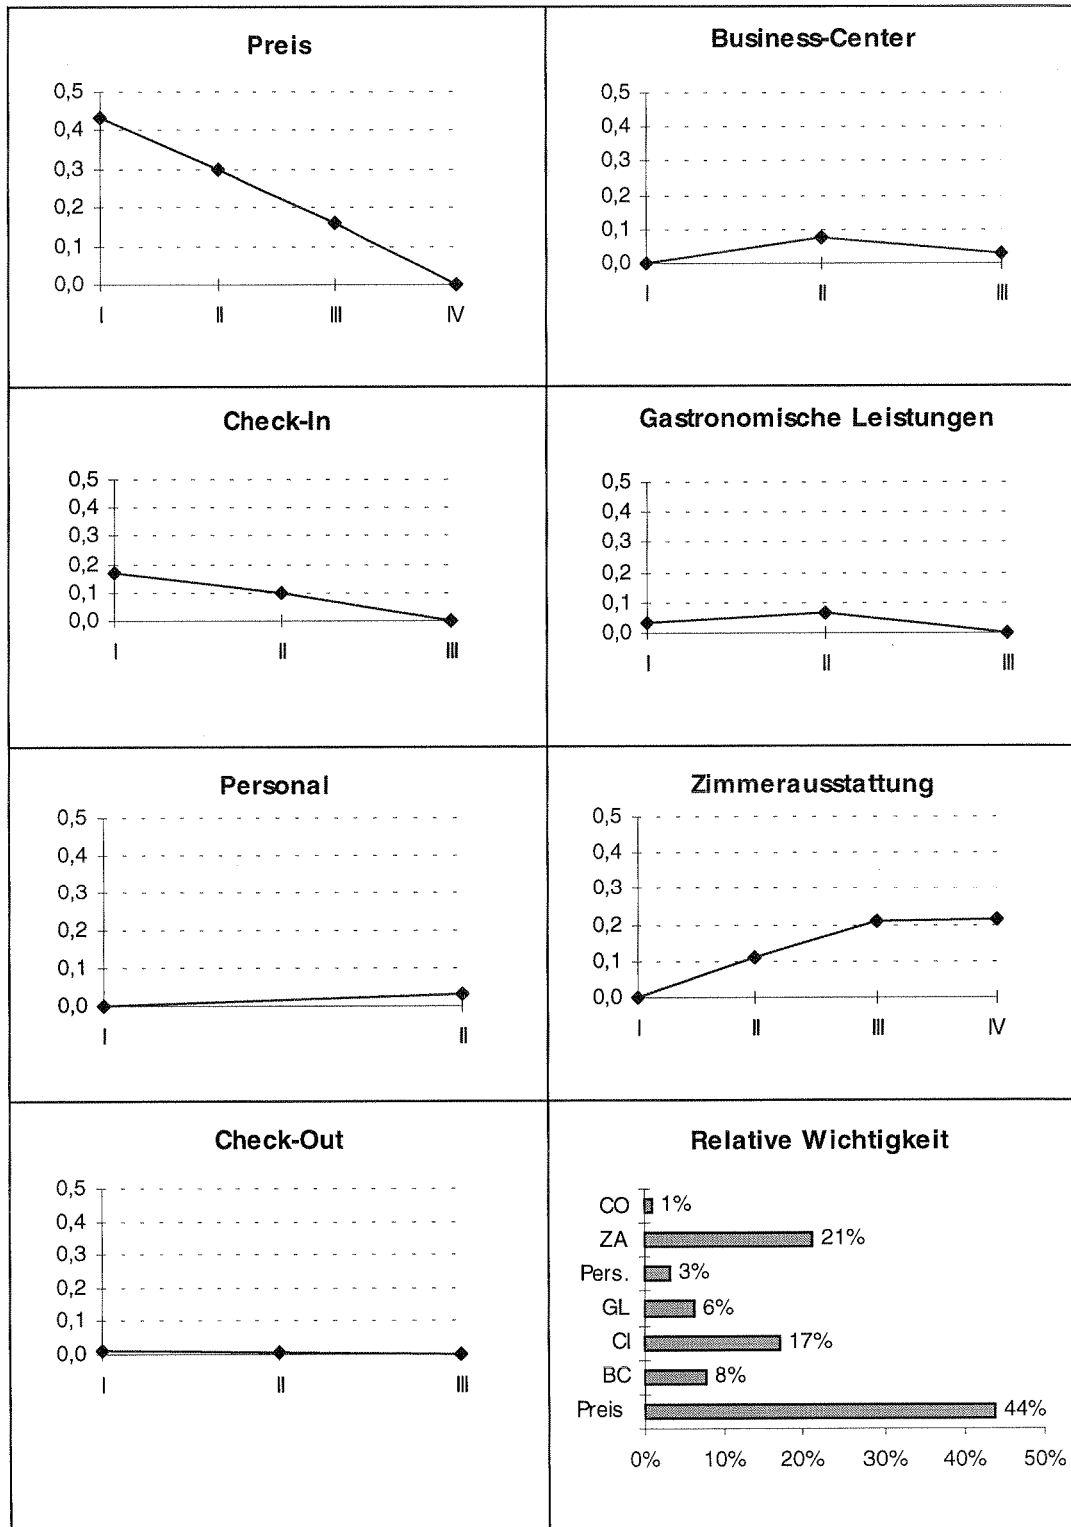 Preis
0,5
0,4
0,3
0,2
0,1
0,0
I II III IV
Business-Center
0,5
0,4
0,3
0,2
0,1
0,0
I II III
Check-In
0,5
0,4
0,3
0,2
0,1
0,0
I II III
Gastronomische Leistungen
0,5
0,4
0,3
0,2
0,1
0,0
I II III
Personal
0,5
0,4
0,3
0,2
0,1
0,0
I II
Zimmerausstattung
0,5
0,4
0,3
0,2
0,1
0,0
I II III IV
Check-Out
0,5
0,4
0,3
0,2
0,1
0,0
I II III
Relative Wichtigkeit
CO 1%
ZA 21%
Pers. 3%
GL 6%
CI 17%
BC 8%
Preis 44%
0% 10% 20% 30% 40% 50%